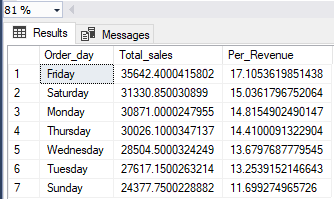 81 %
Results Messages
Order_day Total_sales Per_Revenue
1 Friday 35642.4000415802 17.1053619851438
2 Saturday 31330.850030899 15.0361796752064
3 Monday 30871.0000247955 14.8154902490147
4 Thursday 30026.1000347137 14.4100091322904
5 Wednesday 28504.5000324249 13.6797687779545
6 Tuesday 27617.1500263214 13.2539152146643
7 Sunday 24377.7500228882 11.699274965726